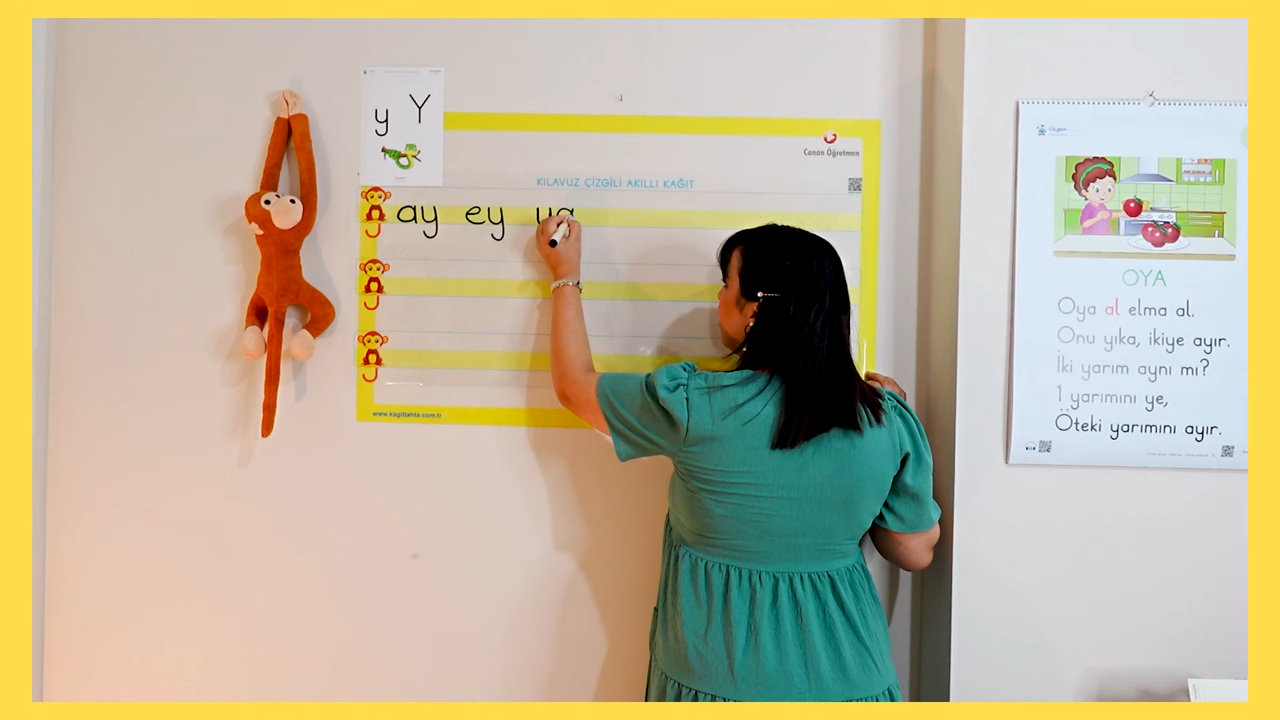 y Y
Canan Öğretmen
KILAVUZ ÇİZGİLİ AKILLI KAĞIT
ay ey ya
www.kagittahta.com.tr
OYA
Oya al elma al.
Onu yıka, ikiye ayır.
İki yarım aynı mı?
1 yarımını ye,
Öteki yarımını ayır.